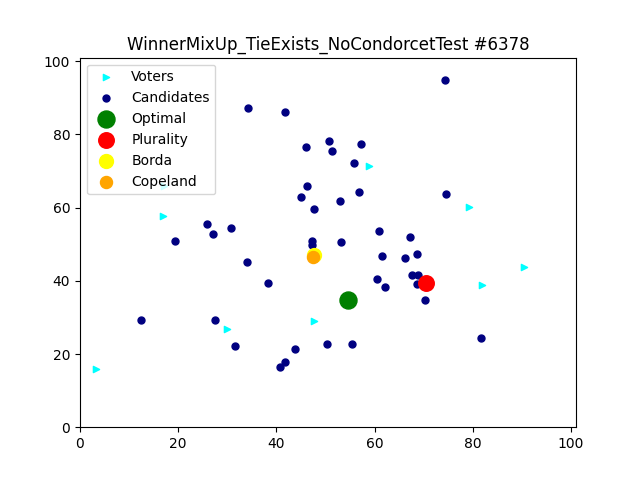 WinnerMixUp_TieExists_NoCondorcetTest #6378
100
80
60
40
20
0
Voters
Candidates
Optimal
Plurality
Borda
Copeland
0 20 40 60 80 100